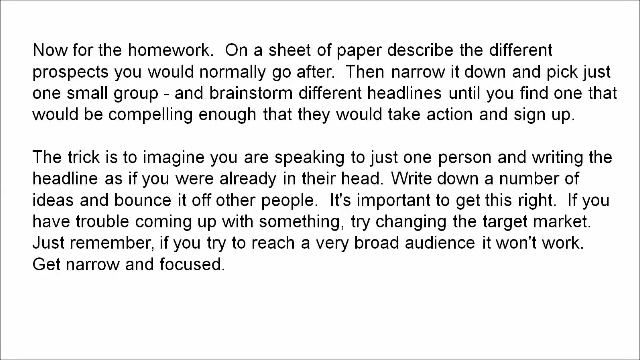 Now for the homework.  On a sheet of paper describe the different
prospects you would normally go after.  Then narrow it down and pick just
one small group - and brainstorm different headlines until you find one that
would be compelling enough that they would take action and sign up.

The trick is to imagine you are speaking to just one person and writing the
headline as if you were already in their head. Write down a number of
ideas and bounce it off other people.  It's important to get this right.  If you
have trouble coming up with something, try changing the target market.
Just remember, if you try to reach a very broad audience it won't work.
Get narrow and focused.